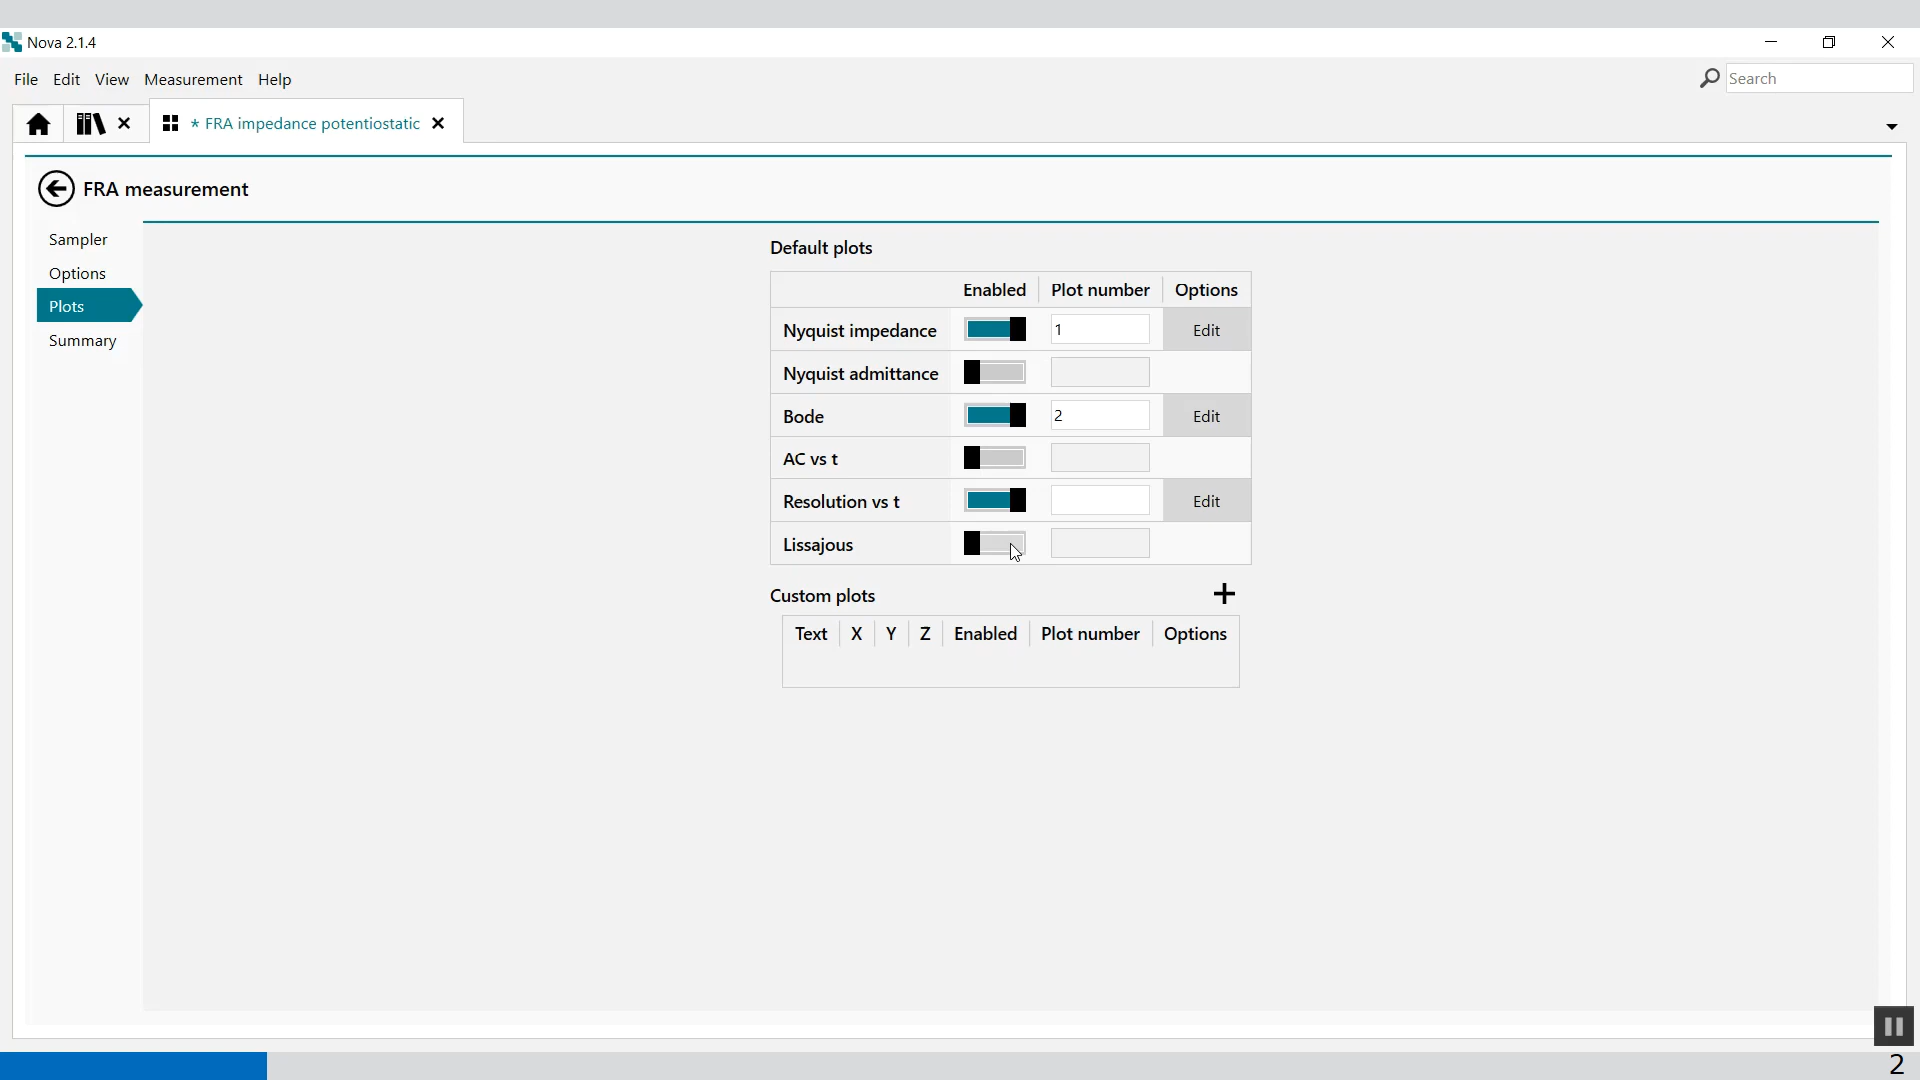 Nova 2.1.4
File Edit View Measurement Help
Search
* FRA impedance potentiostatic
FRA measurement
Sampler
Options
Plots
Summary
Default plots
Enabled Plot number Options
Nyquist impedance 1 Edit
Nyquist admittance
Bode 2 Edit
AC vs t
Resolution vs t Edit
Lissajous
Custom plots
Text X Y Z Enabled Plot number Options
2